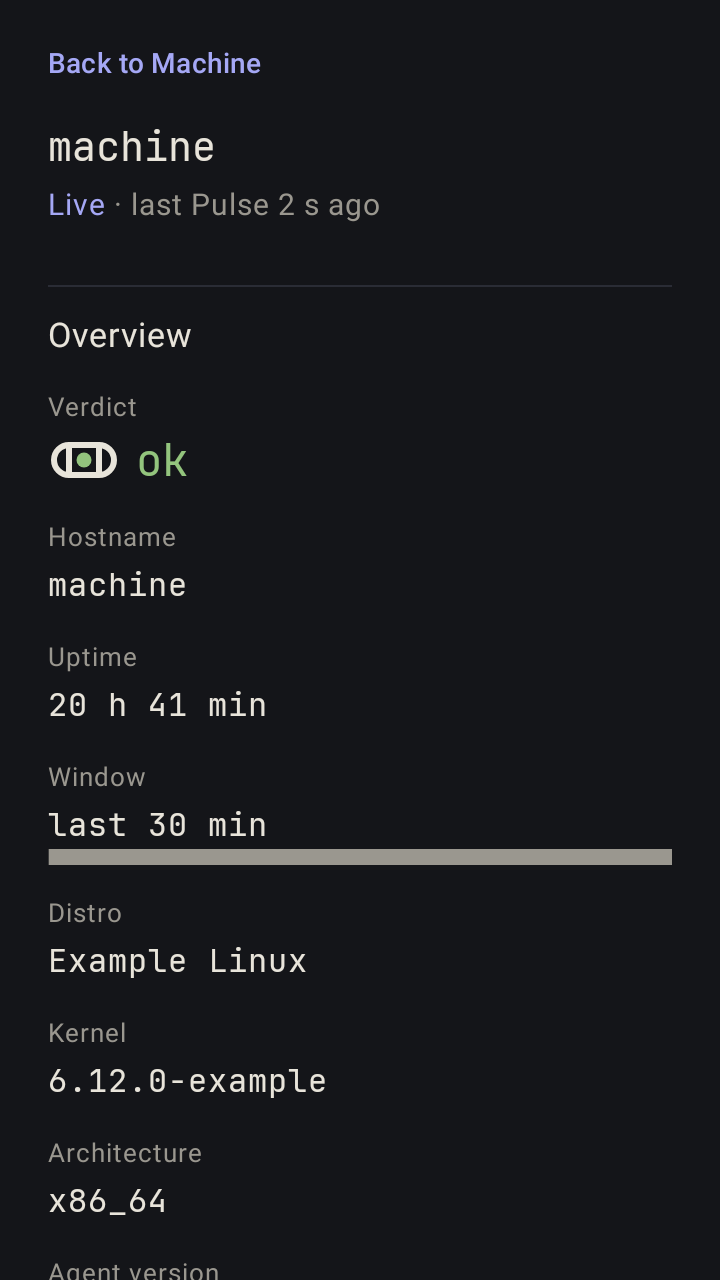 Back to Machine
machine
Live · last Pulse 2 s ago
Overview
Verdict
ok
Hostname
machine
Uptime
20 h 41 min
Window
last 30 min
Distro
Example Linux
Kernel
6.12.0-example
Architecture
x86_64
Agent version